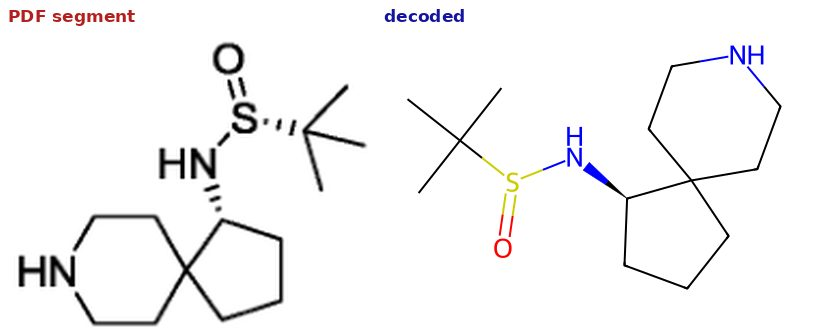 PDF segment
decoded
O
S
HN
HN
NH
H
N
S
O